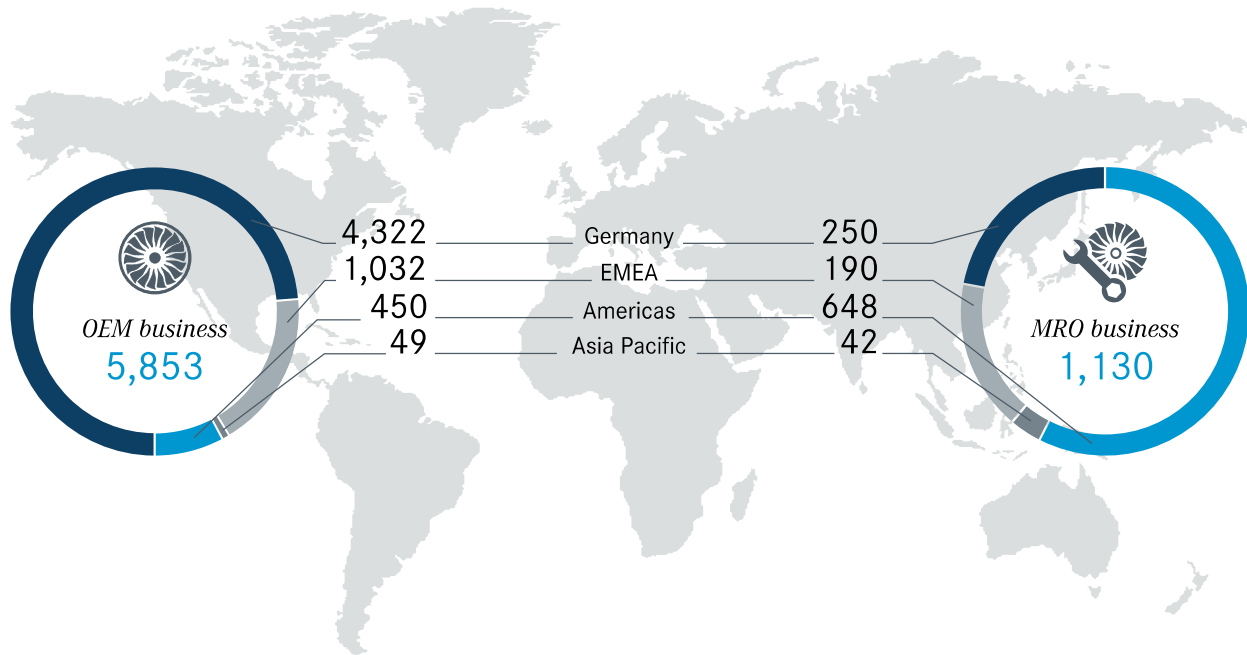 4,322 Germany 250
1,032 EMEA 190
450 Americas 648
49 Asia Pacific 42
OEM business
5,853
MRO business
1,130